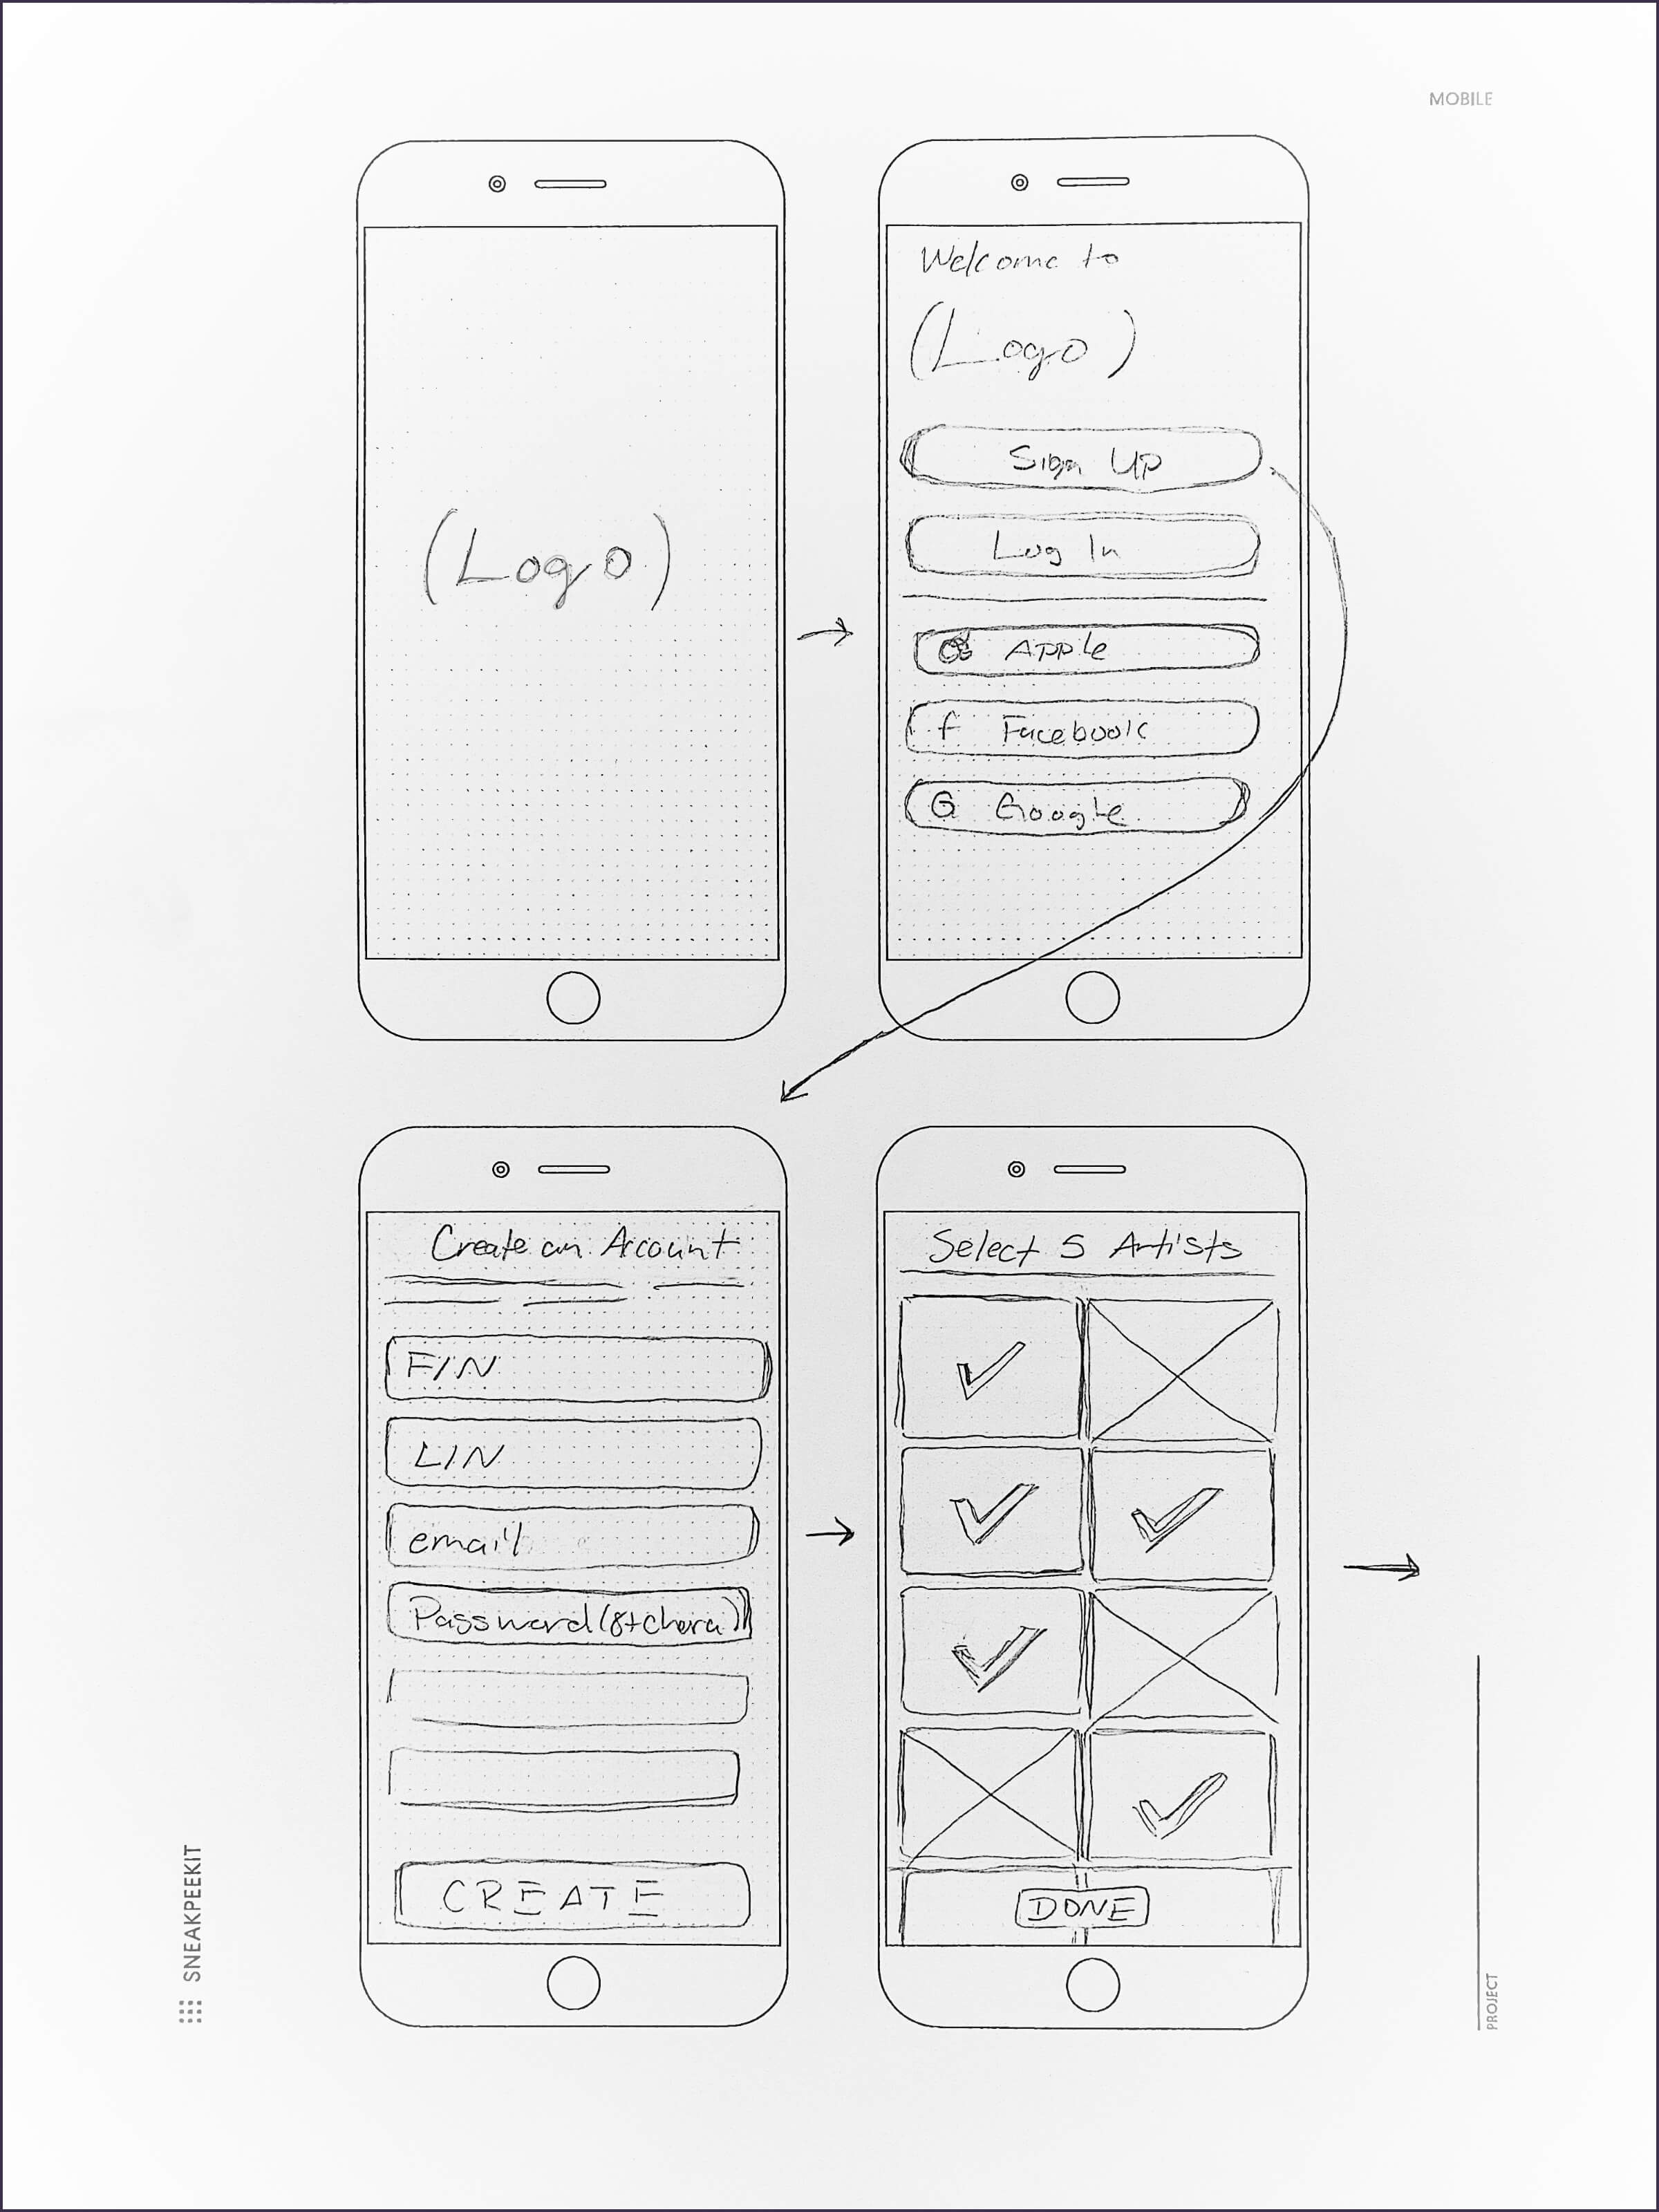 MOBILE
(Logo)
Welcome to
(Logo)
Sign Up
Log In
Apple
f Facebook
G Google
Create an Account
F/N
L/N
email
Password (8+ chara)
CREATE
Select 5 Artists
DONE
SNEAKPEEKIT
PROJECT